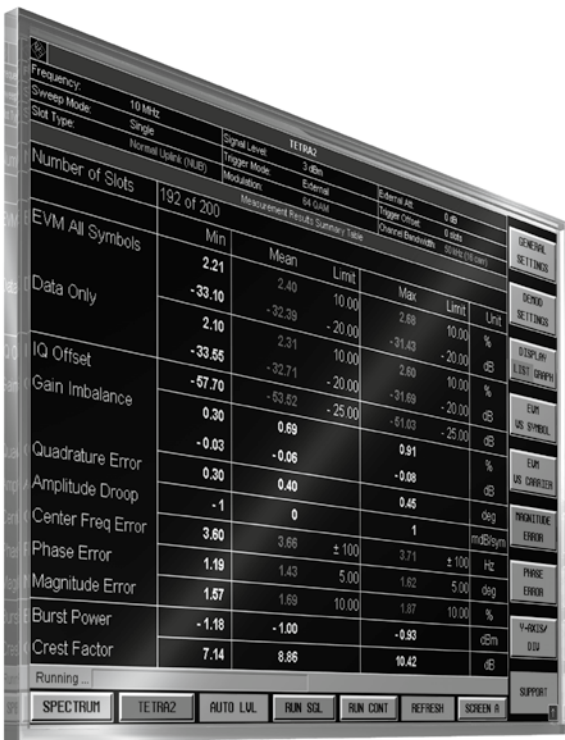 TETRA2
Frequency: 10 MHz Signal Level: 3 dBm External Att: 0 dB
Sweep Mode: Single Trigger Mode: External Trigger Offset: 0 slots
Slot Type: Normal Uplink (NUB) Modulation: 64 QAM Channel Bandwidth: 50 kHz (16 carr)
Measurement Results Summary Table
Number of Slots 192 of 200
Min Mean Limit Max Limit Unit
EVM All Symbols 2.21 2.40 10.00 2.68 10.00 %
-33.10 -32.39 -20.00 -31.43 -20.00 dB
Data Only 2.10 2.31 10.00 2.60 10.00 %
-33.55 -32.71 -20.00 -31.69 -20.00 dB
IQ Offset -57.70 -53.52 -25.00 -51.03 -25.00 dB
Gain Imbalance 0.30 0.69 0.91 %
-0.03 -0.06 -0.08 dB
Quadrature Error 0.30 0.40 0.45 deg
Amplitude Droop -1 0 1 mdB/sym
Center Freq Error 3.60 3.66 ± 100 3.71 ± 100 Hz
Phase Error 1.19 1.43 5.00 1.62 5.00 deg
Magnitude Error 1.57 1.69 10.00 1.87 10.00 %
Burst Power -1.18 -1.00 -0.93 dBm
Crest Factor 7.14 8.86 10.42 dB
Running ...
SPECTRUM TETRA2 AUTO LVL RUN SGL RUN CONT REFRESH SCREEN A
GENERAL
SETTINGS
DEMOD
SETTINGS
DISPLAY
LIST GRAPH
EVM
VS SYMBOL
EVM
VS CARRIER
MAGNITUDE
ERROR
PHASE
ERROR
Y-AXIS/
DIV
SUPPORT